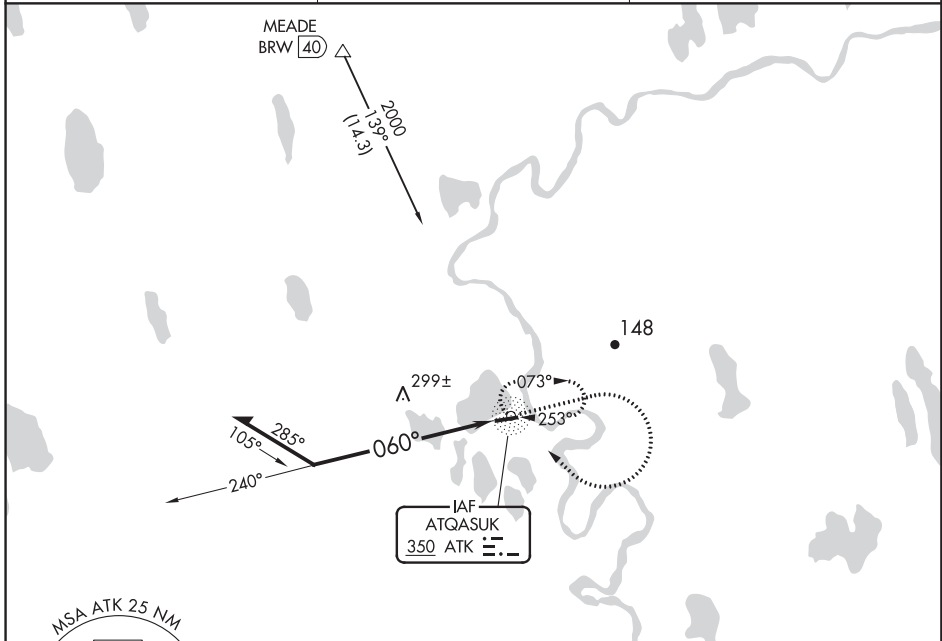 MEADE
BRW 40
2000
139°
(14.3)
148
299±
073°
253°
285°
105°
060°
240°
IAF
ATQASUK
350 ATK
MSA ATK 25 NM